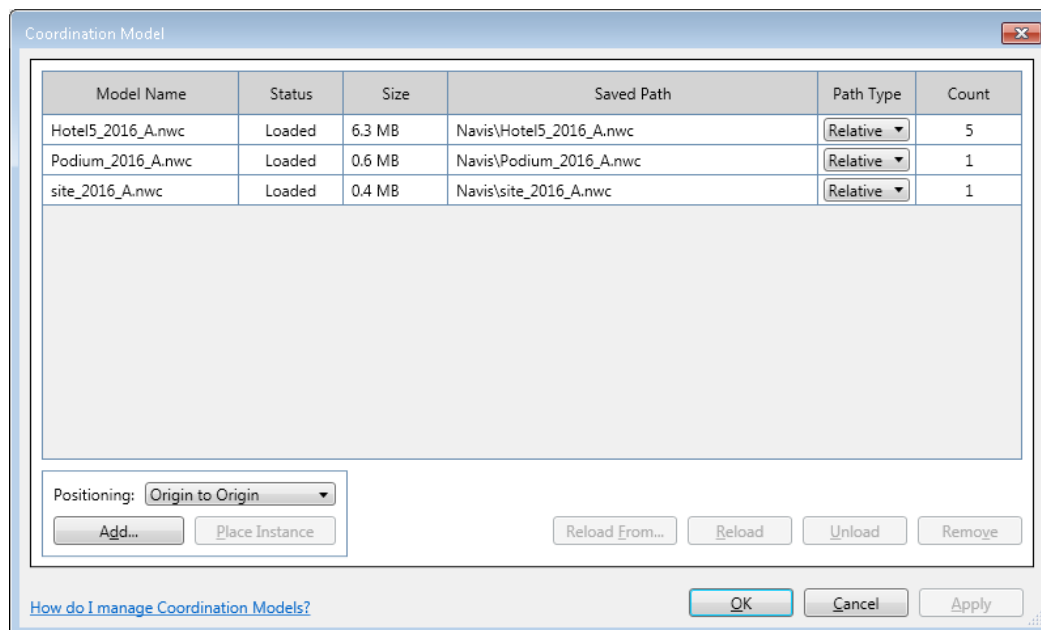 Coordination Model
Model Name Status Size Saved Path Path Type Count
Hotel5_2016_A.nwc Loaded 6.3 MB Navis\Hotel5_2016_A.nwc Relative 5
Podium_2016_A.nwc Loaded 0.6 MB Navis\Podium_2016_A.nwc Relative 1
site_2016_A.nwc Loaded 0.4 MB Navis\site_2016_A.nwc Relative 1
Positioning: Origin to Origin
Add... Place Instance Reload From... Reload Unload Remove
How do I manage Coordination Models? OK Cancel Apply